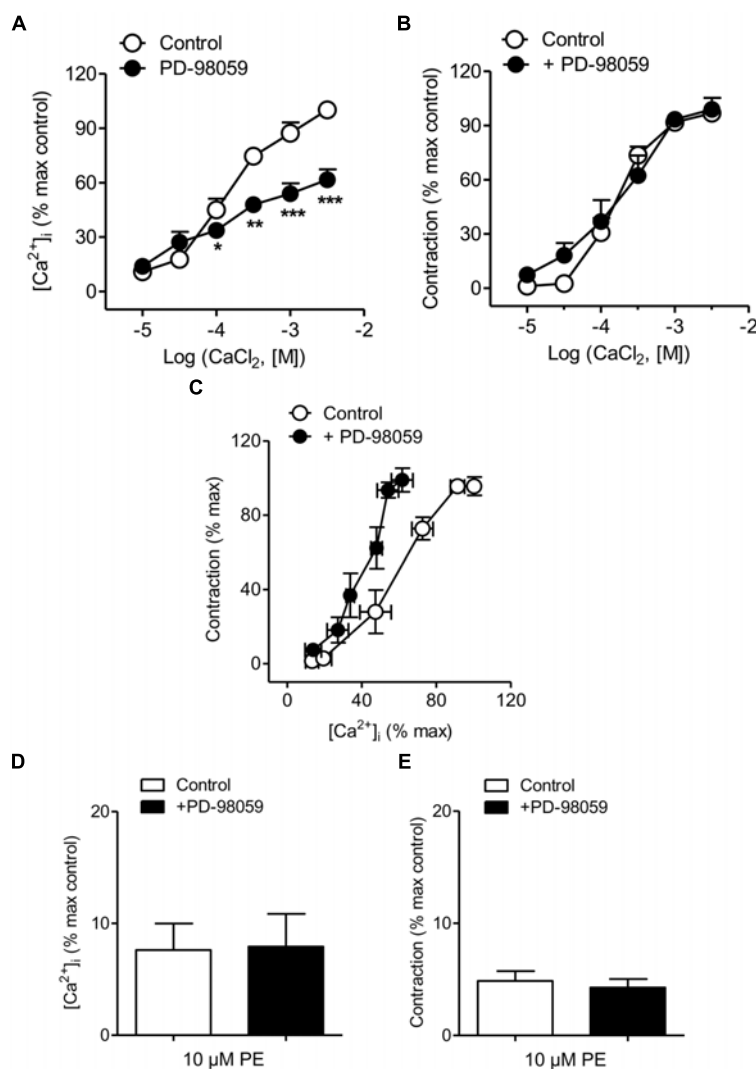 A
Control
PD-98059
120
90
60
30
0
[Ca²⁺]ᵢ (% max control)
*
**
***
***
-5
-4
-3
-2
Log (CaCl₂, [M])
B
Control
+ PD-98059
120
90
60
30
0
Contraction (% max control)
-5
-4
-3
-2
Log (CaCl₂, [M])
C
Control
+ PD-98059
120
80
40
0
Contraction (% max)
0
40
80
120
[Ca²⁺]ᵢ (% max)
D
Control
+PD-98059
20
10
0
[Ca²⁺]ᵢ (% max control)
10 µM PE
E
Control
+PD-98059
20
10
0
Contraction (% max control)
10 µM PE